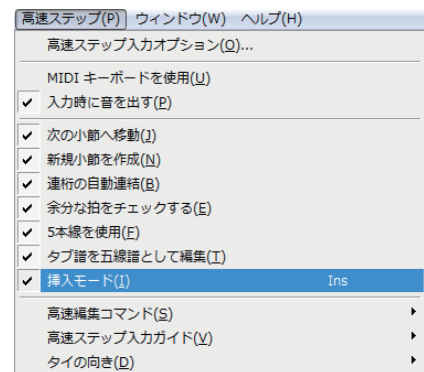 高速ステップ(P) ウィンドウ(W) ヘルプ(H)
高速ステップ入力オプション(O)...
MIDI キーボードを使用(U)
✓ 入力時に音を出す(P)
✓ 次の小節へ移動(J)
✓ 新規小節を作成(N)
✓ 連桁の自動連結(B)
✓ 余分な拍をチェックする(E)
✓ 5本線を使用(F)
✓ タブ譜を五線譜として編集(T)
✓ 挿入モード(I) Ins
高速編集コマンド(S)
高速ステップ入力ガイド(V)
タイの向き(D)